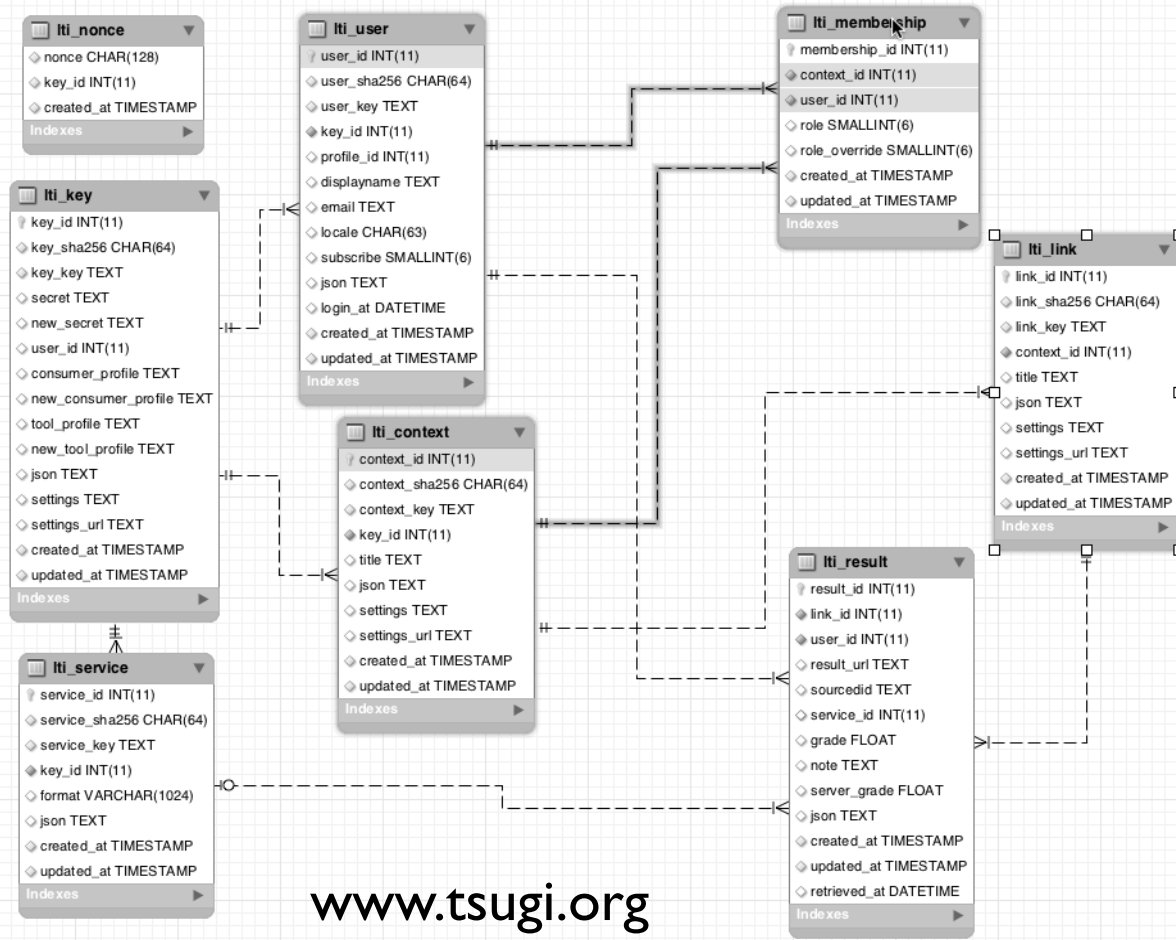 lti_nonce
nonce CHAR(128)
key_id INT(11)
created_at TIMESTAMP
Indexes
lti_key
key_id INT(11)
key_sha256 CHAR(64)
key_key TEXT
secret TEXT
new_secret TEXT
user_id INT(11)
consumer_profile TEXT
new_consumer_profile TEXT
tool_profile TEXT
new_tool_profile TEXT
json TEXT
settings TEXT
settings_url TEXT
created_at TIMESTAMP
updated_at TIMESTAMP
Indexes
lti_service
service_id INT(11)
service_sha256 CHAR(64)
service_key TEXT
key_id INT(11)
format VARCHAR(1024)
json TEXT
created_at TIMESTAMP
updated_at TIMESTAMP
Indexes
lti_user
user_id INT(11)
user_sha256 CHAR(64)
user_key TEXT
key_id INT(11)
profile_id INT(11)
displayname TEXT
email TEXT
locale CHAR(63)
subscribe SMALLINT(6)
json TEXT
login_at DATETIME
created_at TIMESTAMP
updated_at TIMESTAMP
Indexes
lti_context
context_id INT(11)
context_sha256 CHAR(64)
context_key TEXT
key_id INT(11)
title TEXT
json TEXT
settings TEXT
settings_url TEXT
created_at TIMESTAMP
updated_at TIMESTAMP
Indexes
lti_membership
membership_id INT(11)
context_id INT(11)
user_id INT(11)
role SMALLINT(6)
role_override SMALLINT(6)
created_at TIMESTAMP
updated_at TIMESTAMP
Indexes
lti_link
link_id INT(11)
link_sha256 CHAR(64)
link_key TEXT
context_id INT(11)
title TEXT
json TEXT
settings TEXT
settings_url TEXT
created_at TIMESTAMP
updated_at TIMESTAMP
Indexes
lti_result
result_id INT(11)
link_id INT(11)
user_id INT(11)
result_url TEXT
sourcedid TEXT
service_id INT(11)
grade FLOAT
note TEXT
server_grade FLOAT
json TEXT
created_at TIMESTAMP
updated_at TIMESTAMP
retrieved_at DATETIME
Indexes
www.tsugi.org